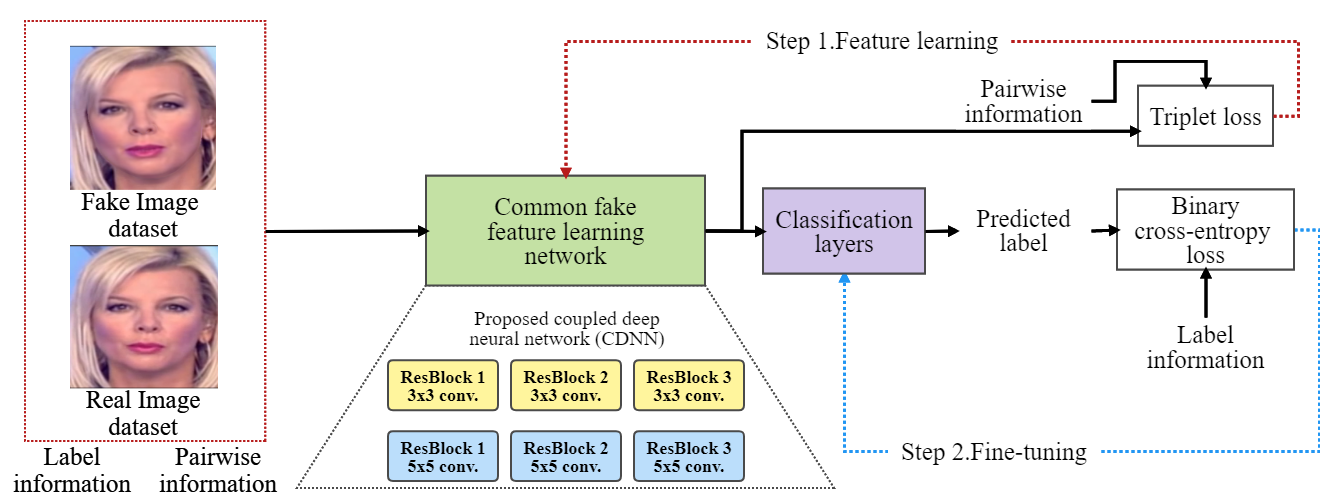 Fake Image
dataset
Real Image
dataset
Label
information
Pairwise
information
Step 1.Feature learning
Pairwise
information
Triplet loss
Common fake
feature learning
network
Classification
layers
Predicted
label
Binary
cross-entropy
loss
Label
information
Proposed coupled deep
neural network (CDNN)
ResBlock 1
3x3 conv.
ResBlock 2
3x3 conv.
ResBlock 3
3x3 conv.
ResBlock 1
5x5 conv.
ResBlock 2
5x5 conv.
ResBlock 3
5x5 conv.
Step 2.Fine-tuning